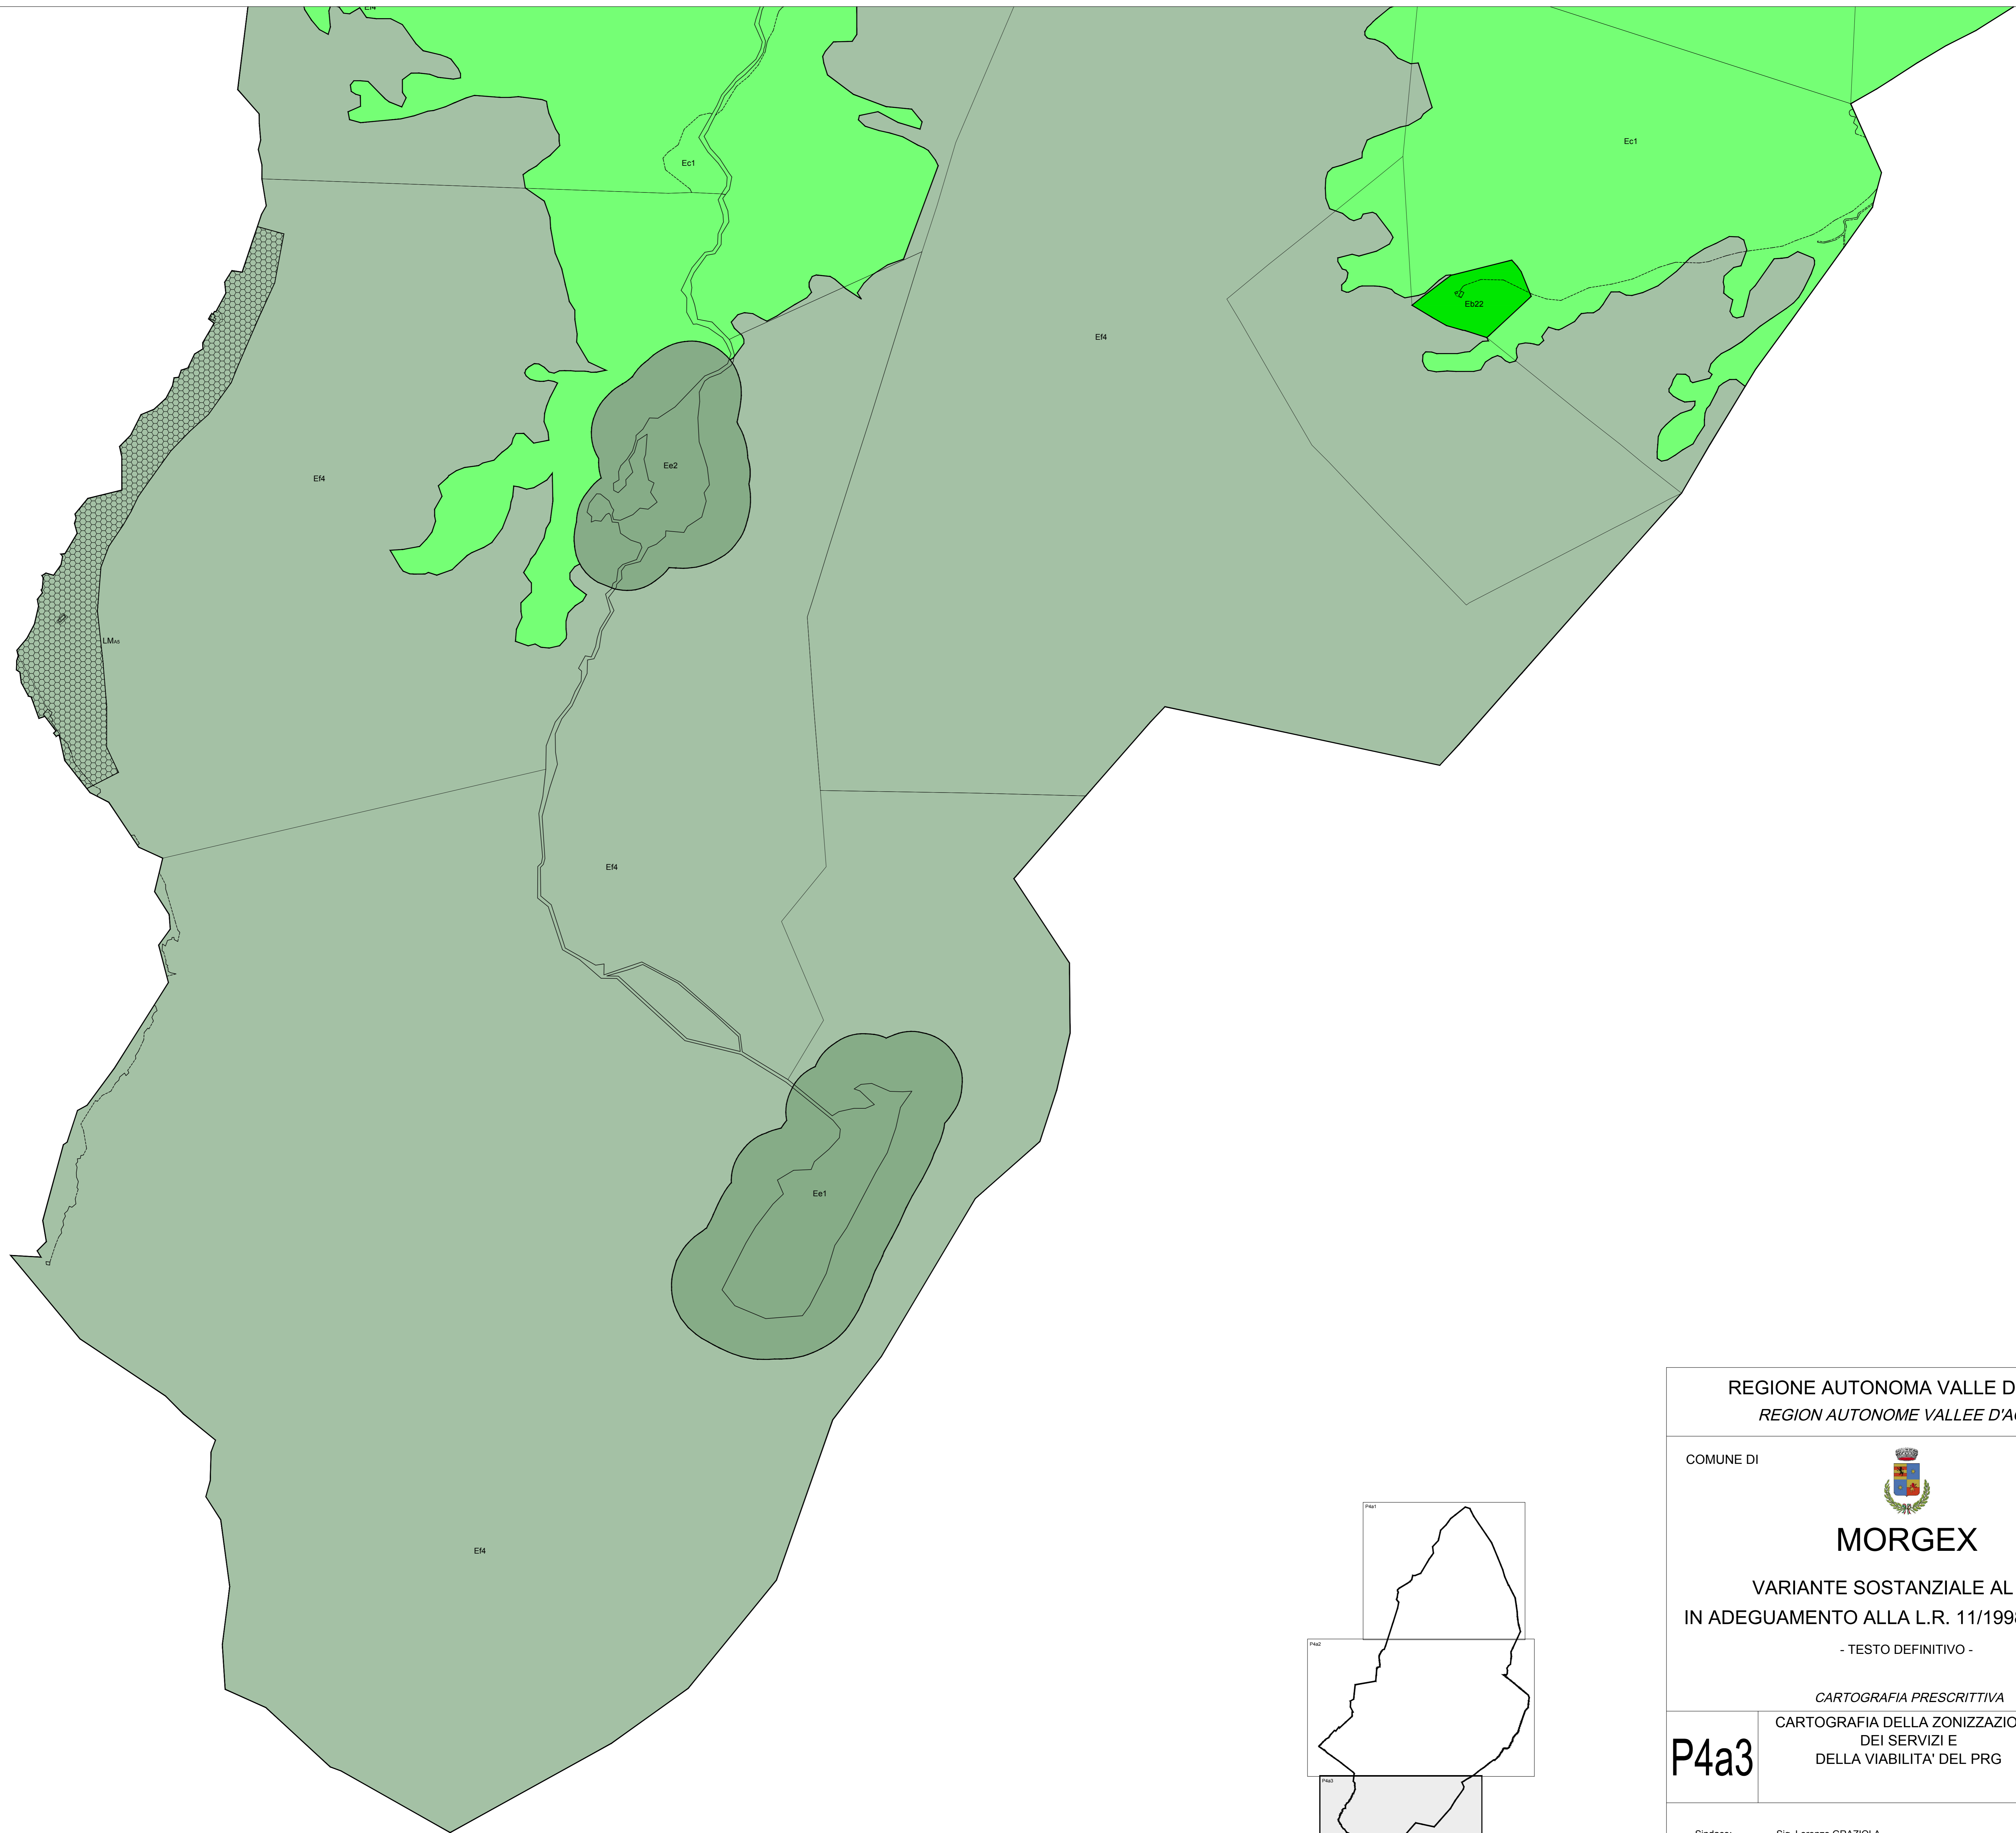 Ef4
Ec1
Ec1
Eb22
Ef4
Ee2
Ef4
LMA5
Ef4
Ee1
Ef4
P4a1
P4a2
P4a3
REGIONE AUTONOMA VALLE D
REGION AUTONOME VALLEE D'A
COMUNE DI
MORGEX
VARIANTE SOSTANZIALE AL
IN ADEGUAMENTO ALLA L.R. 11/199
- TESTO DEFINITIVO -
CARTOGRAFIA PRESCRITTIVA
P4a3
CARTOGRAFIA DELLA ZONIZZAZIO
DEI SERVIZI E
DELLA VIABILITA' DEL PRG